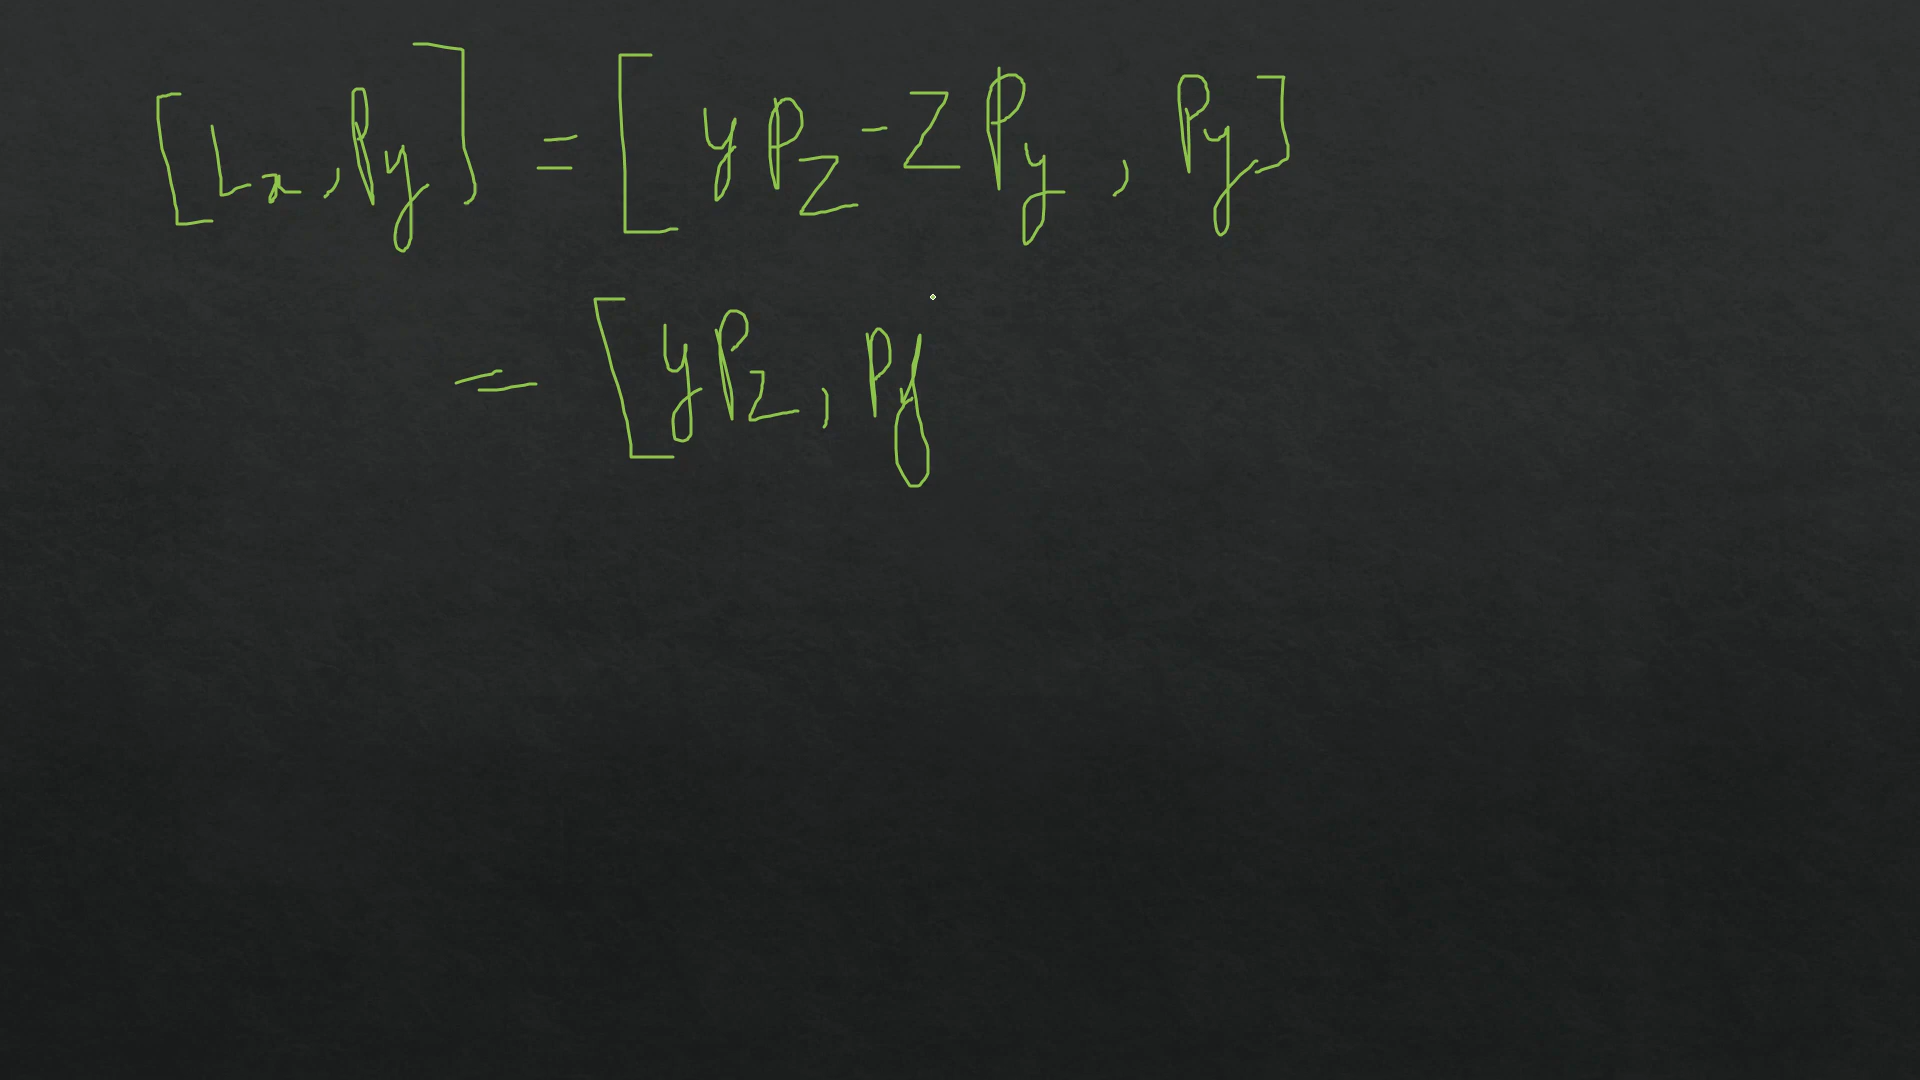 [Lx, Py] = [yPz - zPy, Py]
= [yPz, Py